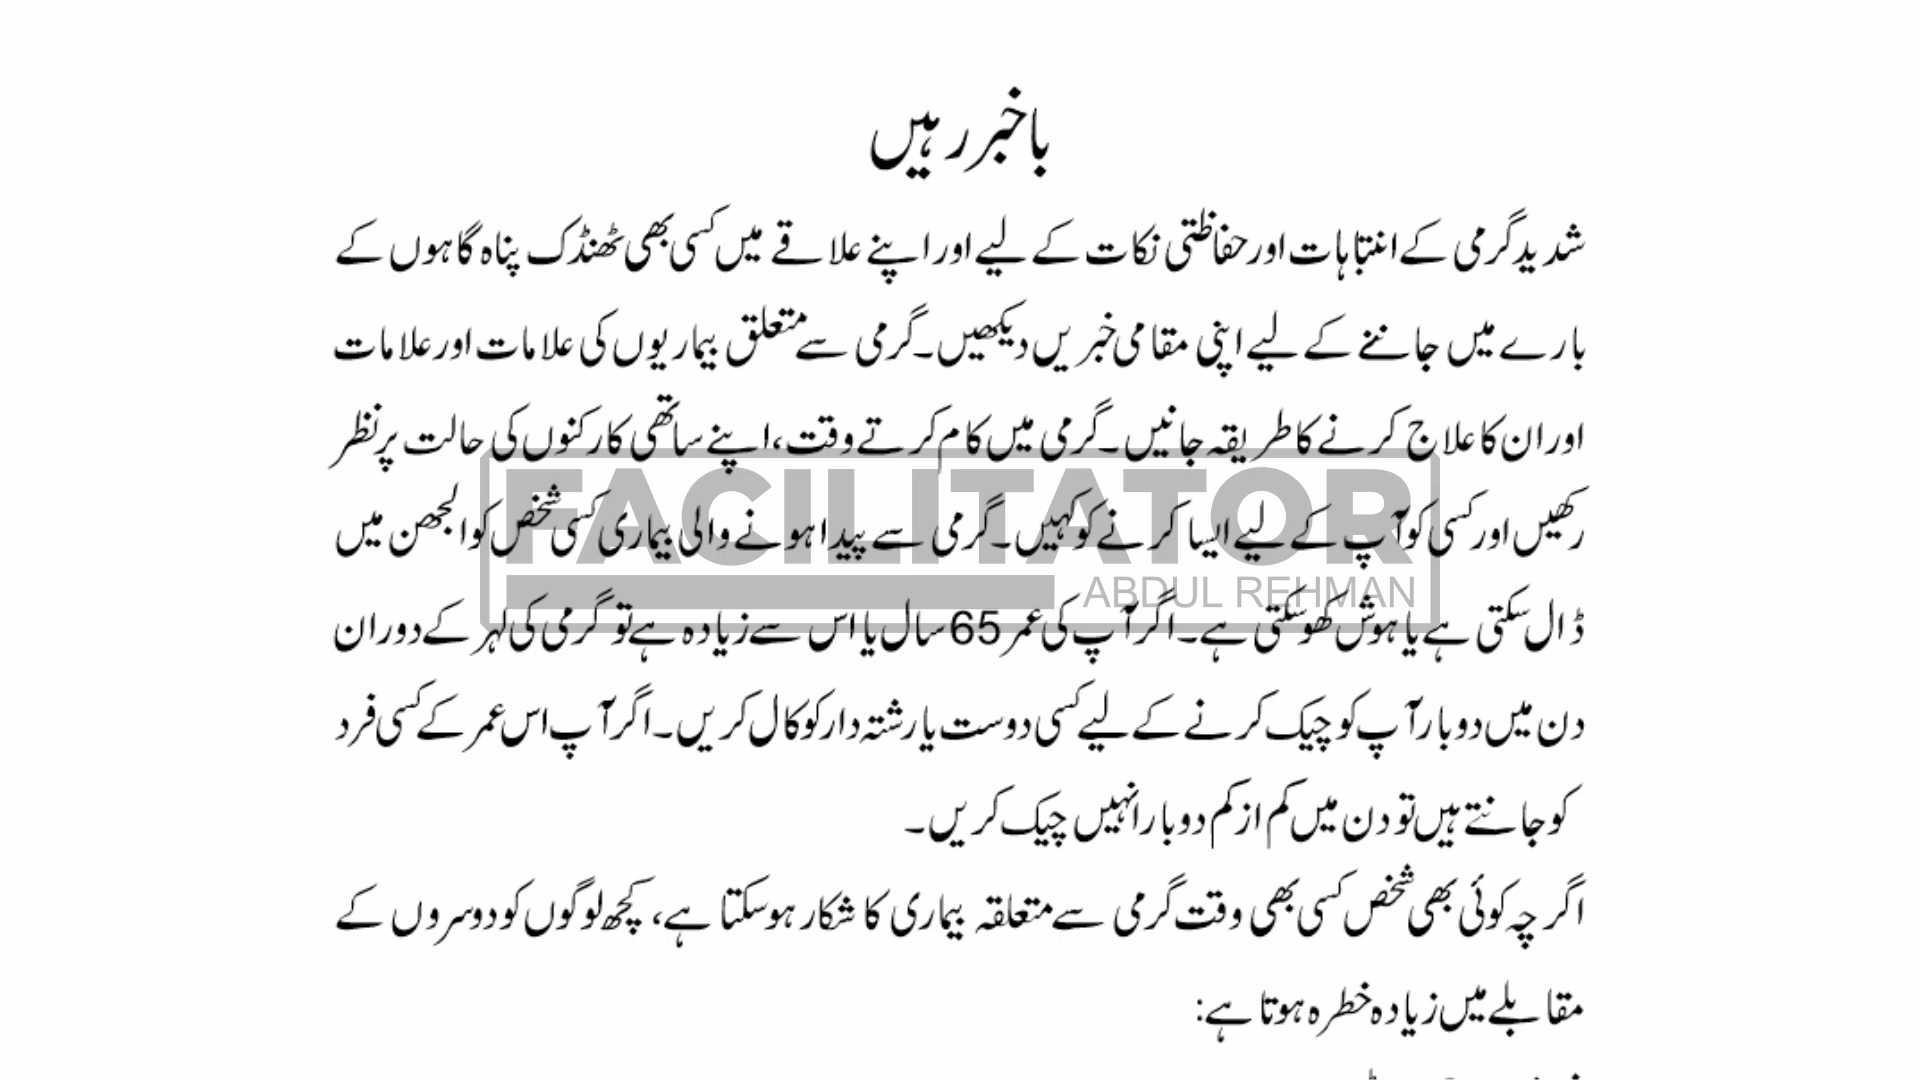 باخبر رہیں
شدید گرمی کے انتباہات اور حفاظتی نکات کے لیے اور اپنے علاقے میں کسی بھی ٹھنڈک پناہ گاہوں کے
بارے میں جاننے کے لیے اپنی مقامی خبریں دیکھیں۔ گرمی سے متعلق بیماریوں کی علامات اور علامات
اور ان کا علاج کرنے کا طریقہ جانیں۔ گرمی میں کام کرتے وقت، اپنے ساتھی کارکنوں کی حالت پر نظر
رکھیں اور کسی کو آپ کے لیے ایسا کرنے کو کہیں۔ گرمی سے پیدا ہونے والی بیماری کسی شخص کو الجھن میں
ڈال سکتی ہے یا ہوش کھو سکتی ہے۔ اگر آپ کی عمر 65 سال یا اس سے زیادہ ہے تو گرمی کی لہر کے دوران
دن میں دو بار آپ کو چیک کرنے کے لیے کسی دوست یا رشتہ دار کو کال کریں۔ اگر آپ اس عمر کے کسی فرد
کو جانتے ہیں تو دن میں کم از کم دو بار انہیں چیک کریں۔
اگر چہ کوئی بھی شخص کسی بھی وقت گرمی سے متعلقہ بیماری کا شکار ہو سکتا ہے، کچھ لوگوں کو دوسروں کے
مقابلے میں زیادہ خطرہ ہوتا ہے:
FACILITATOR
ABDUL REHMAN